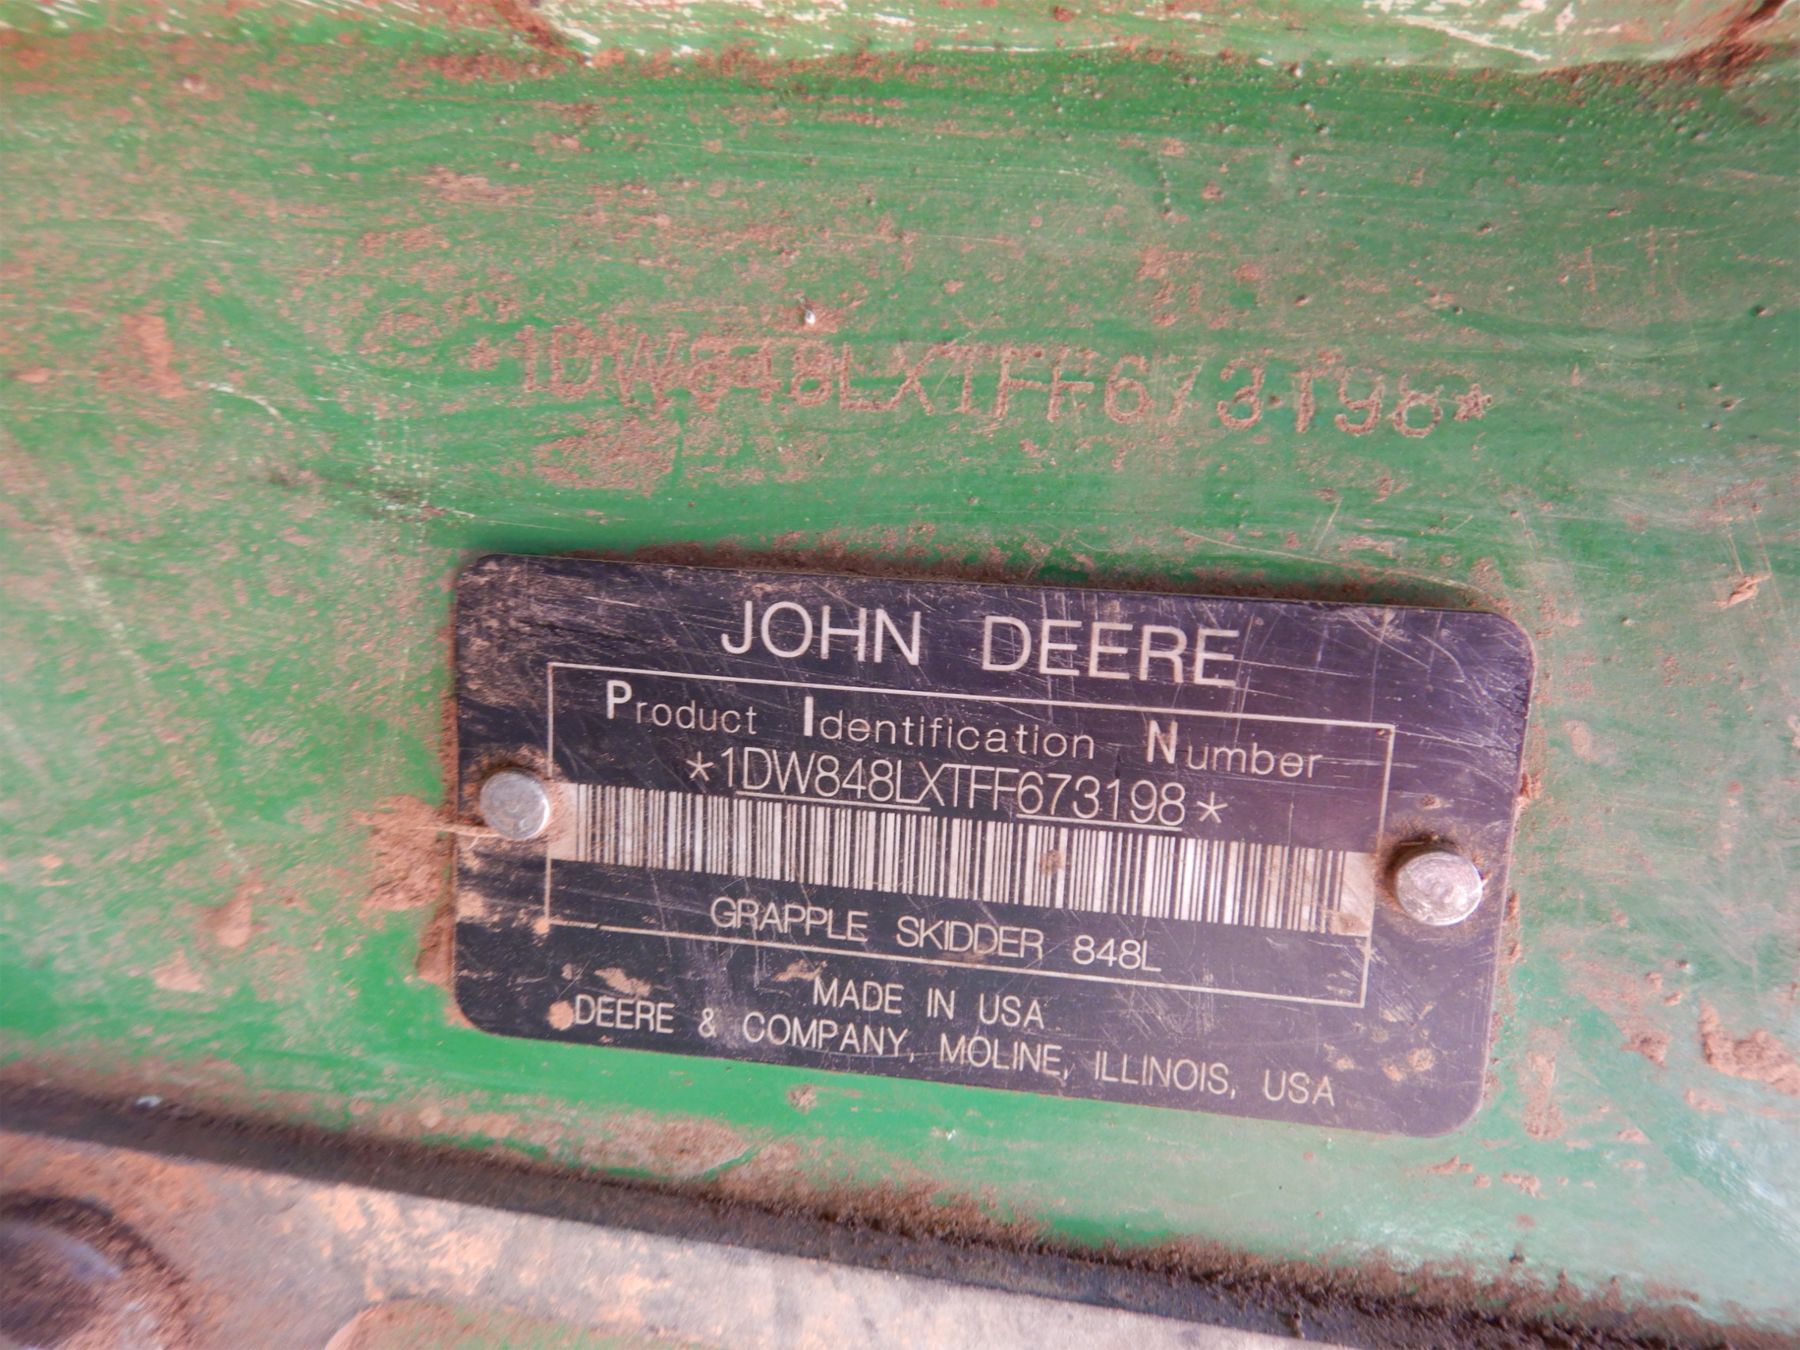 *1DW848LXTFF673198*
JOHN DEERE
Product Identification Number
*1DW848LXTFF673198*
GRAPPLE SKIDDER 848L
MADE IN USA
DEERE & COMPANY, MOLINE, ILLINOIS, USA